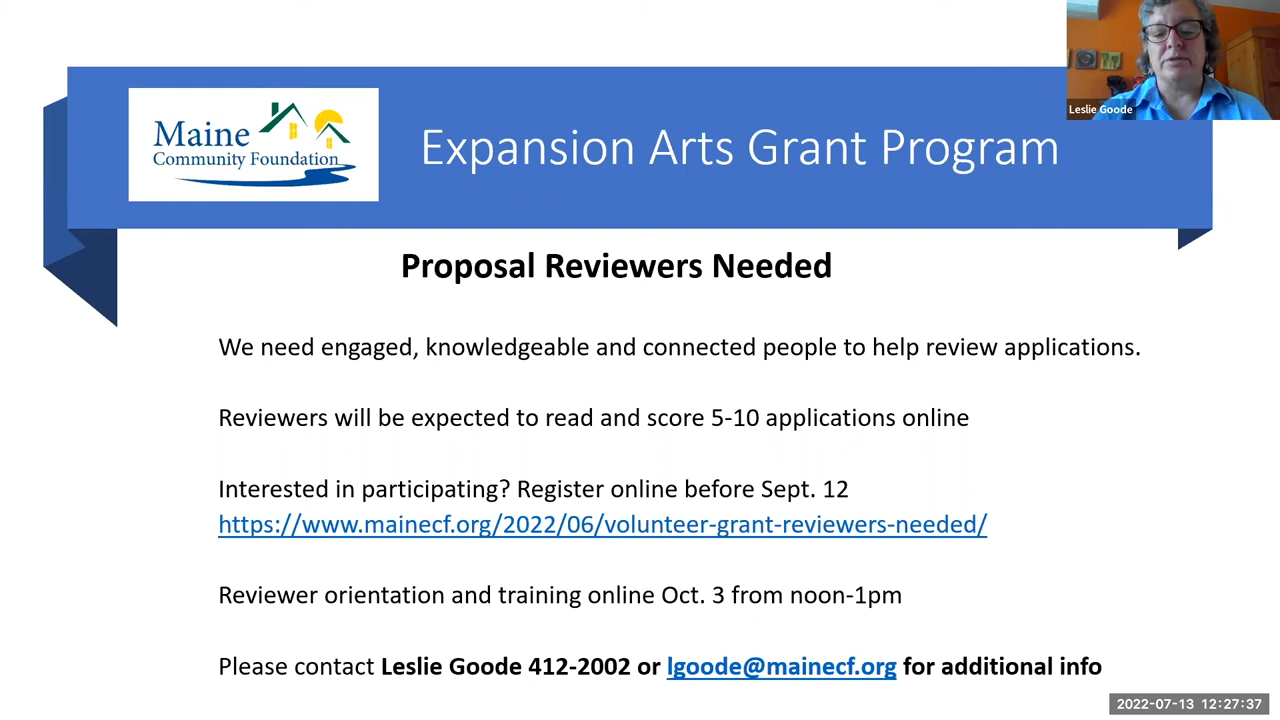 Leslie Goode
Maine
Community Foundation
Expansion Arts Grant Program
Proposal Reviewers Needed
We need engaged, knowledgeable and connected people to help review applications.
Reviewers will be expected to read and score 5-10 applications online
Interested in participating? Register online before Sept. 12
https://www.mainecf.org/2022/06/volunteer-grant-reviewers-needed/
Reviewer orientation and training online Oct. 3 from noon-1pm
Please contact Leslie Goode 412-2002 or lgoode@mainecf.org for additional info
2022-07-13 12:27:37